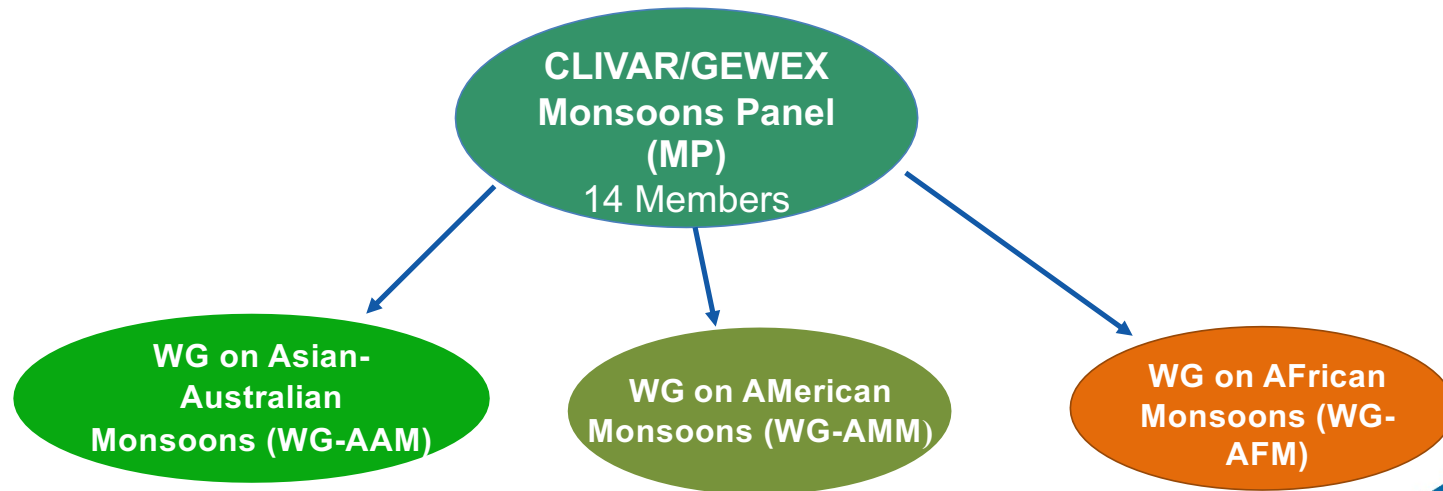 CLIVAR/GEWEX
Monsoons Panel
(MP)
14 Members
WG on Asian-
Australian
Monsoons (WG-AAM)
WG on AMerican
Monsoons (WG-AMM)
WG on AFrican
Monsoons (WG-
AFM)